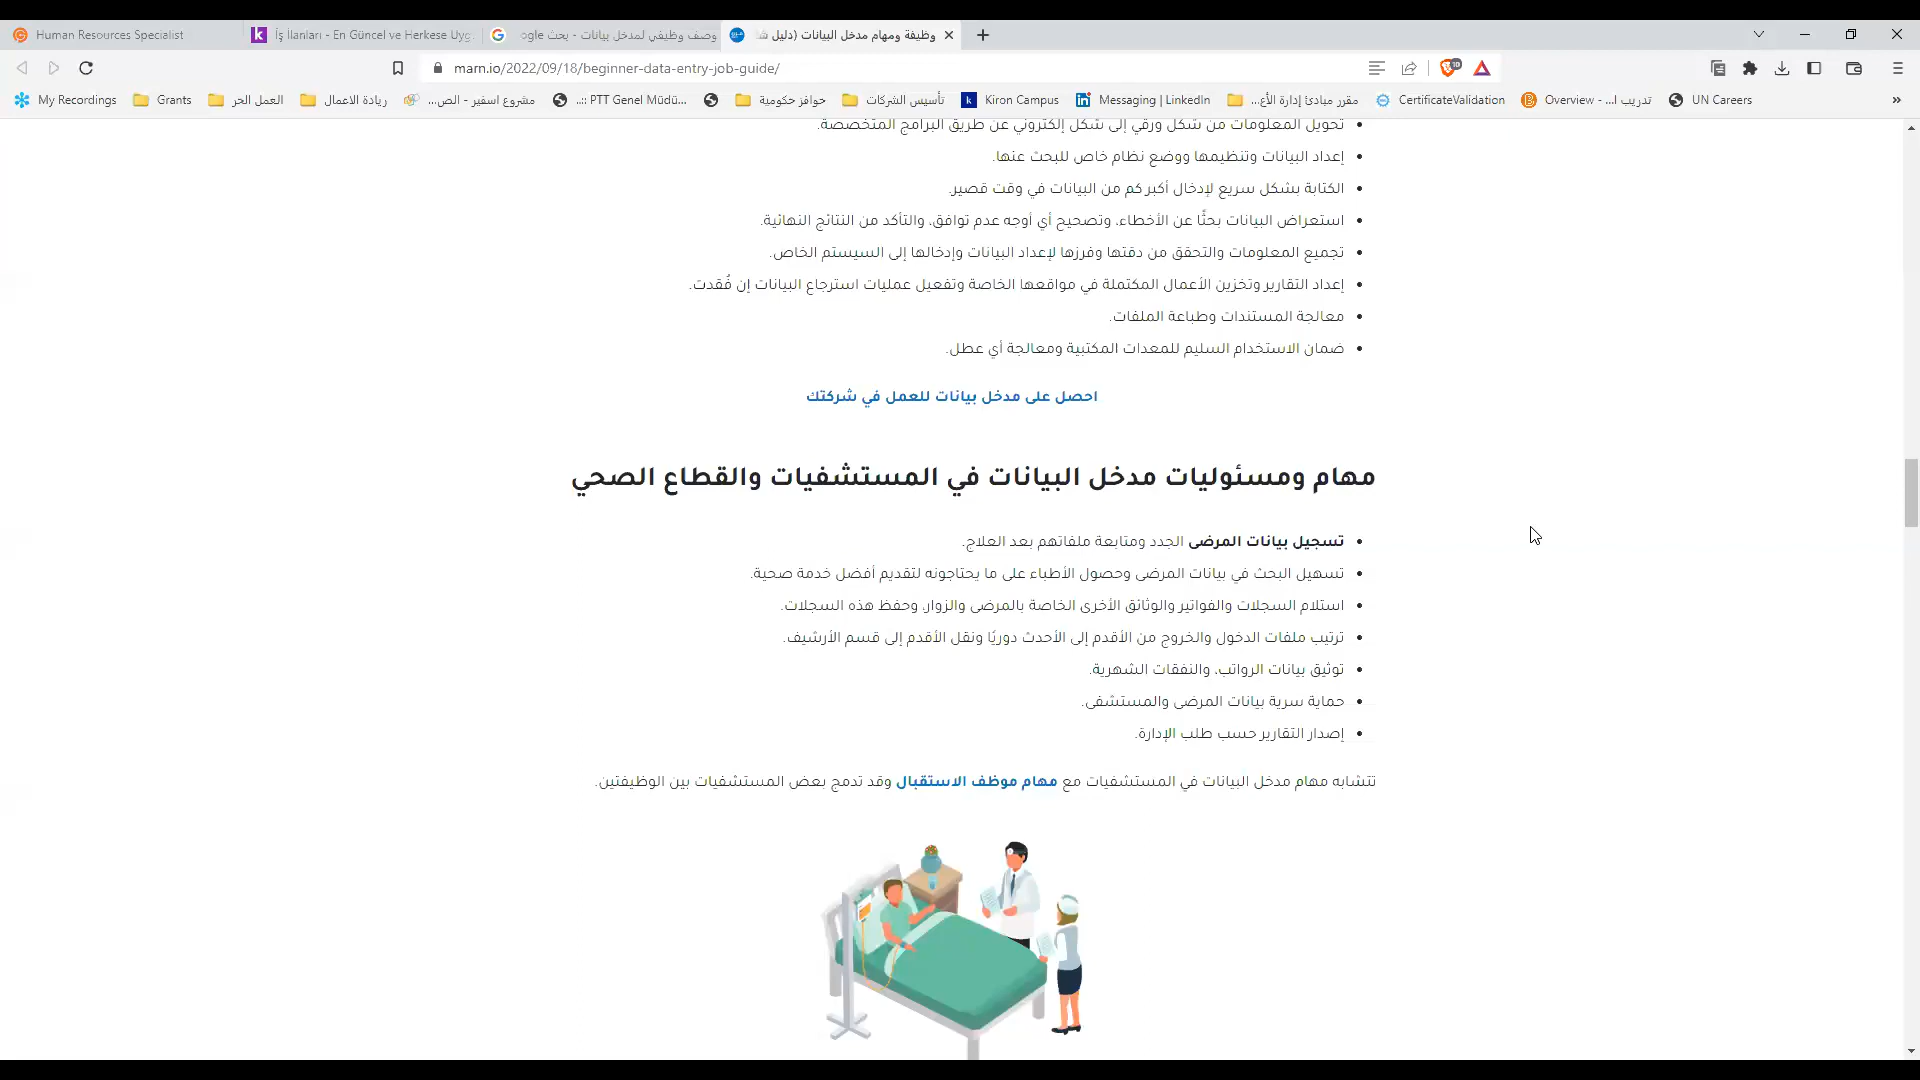 Human Resources Specialist
İş İlanları - En Güncel ve Herkese Uyg
وصف وظيفي لمدخل بيانات - بحث ogle
وظيفة ومهام مدخل البيانات (دليل شا
marn.io/2022/09/18/beginner-data-entry-job-guide/
My Recordings
Grants
العمل الحر
ريادة الاعمال
مشروع اسفير - الص...
PTT Genel Müdü... ::.
حوافز حكومية
تأسيس الشركات
Kiron Campus
Messaging | LinkedIn
مقرر مبادئ إدارة الأع...
CertificateValidation
Overview - تدريب ا...
UN Careers
تحويل المعلومات من شكل ورقي إلى شكل إلكتروني عن طريق البرامج المتخصصة.
إعداد البيانات وتنظيمها ووضع نظام خاص للبحث عنها.
الكتابة بشكل سريع لإدخال أكبر كم من البيانات في وقت قصير.
استعراض البيانات بحثًا عن الأخطاء، وتصحيح أي أوجه عدم توافق، والتأكد من النتائج النهائية.
تجميع المعلومات والتحقق من دقتها وفرزها لإعداد البيانات وإدخالها إلى السيستم الخاص.
إعداد التقارير وتخزين الأعمال المكتملة في مواقعها الخاصة وتفعيل عمليات استرجاع البيانات إن فُقدت.
معالجة المستندات وطباعة الملفات.
ضمان الاستخدام السليم للمعدات المكتبية ومعالجة أي عطل.
احصل على مدخل بيانات للعمل في شركتك
مهام ومسئوليات مدخل البيانات في المستشفيات والقطاع الصحي
تسجيل بيانات المرضى الجدد ومتابعة ملفاتهم بعد العلاج.
تسهيل البحث في بيانات المرضى وحصول الأطباء على ما يحتاجونه لتقديم أفضل خدمة صحية.
استلام السجلات والفواتير والوثائق الأخرى الخاصة بالمرضى والزوار، وحفظ هذه السجلات.
ترتيب ملفات الدخول والخروج من الأقدم إلى الأحدث دوريًا ونقل الأقدم إلى قسم الأرشيف.
توثيق بيانات الرواتب، والنفقات الشهرية.
حماية سرية بيانات المرضى والمستشفى.
إصدار التقارير حسب طلب الإدارة.
تتشابه مهام مدخل البيانات في المستشفيات مع مهام موظف الاستقبال وقد تدمج بعض المستشفيات بين الوظيفتين.